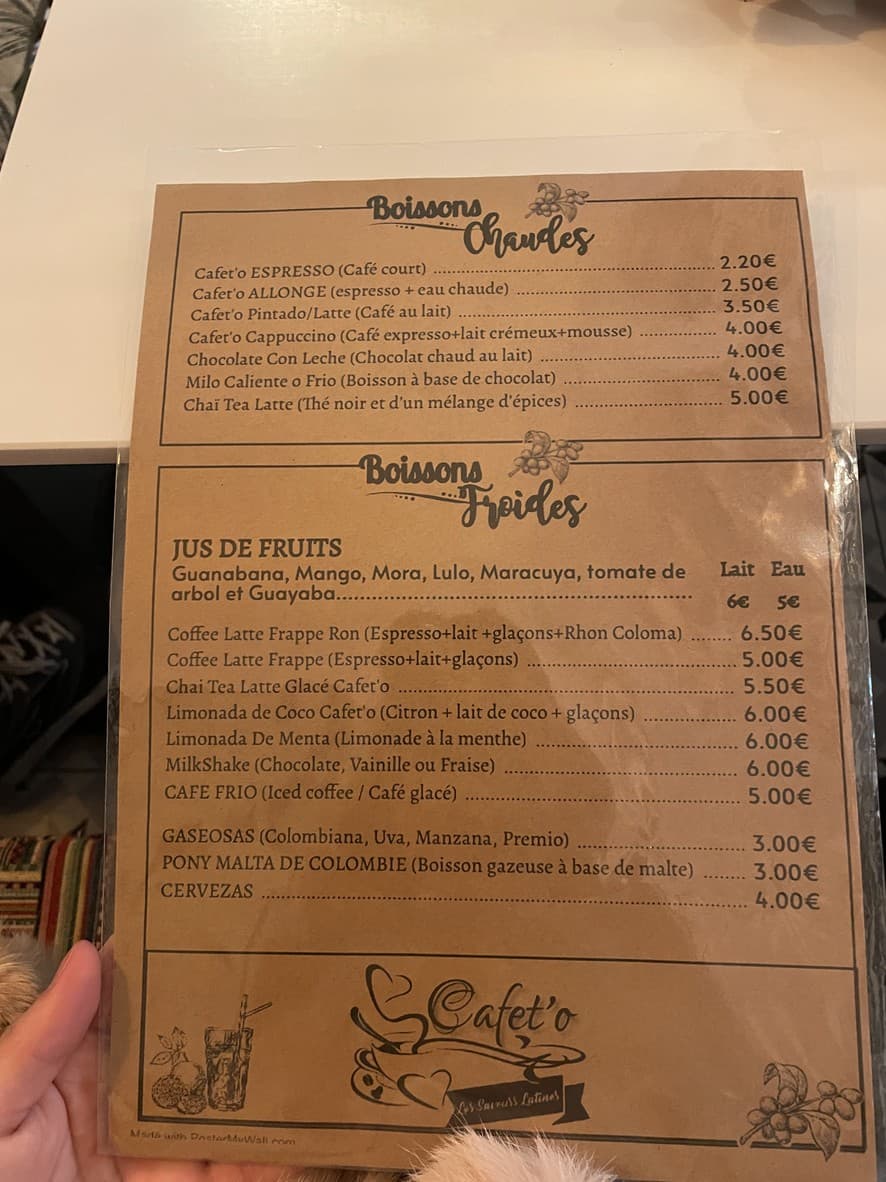 Boissons
Chaudes
Cafet'o ESPRESSO (Café court) ........ 2.20€
Cafet'o ALLONGE (espresso + eau chaude) ........ 2.50€
Cafet'o Pintado/Latte (Café au lait) ........ 3.50€
Cafet'o Cappuccino (Café expresso+lait crémeux+mousse) ........ 4.00€
Chocolate Con Leche (Chocolat chaud au lait) ........ 4.00€
Milo Caliente o Frio (Boisson à base de chocolat) ........ 4.00€
Chaï Tea Latte (Thé noir et d'un mélange d'épices) ........ 5.00€
Boissons
Froides
JUS DE FRUITS
Guanabana, Mango, Mora, Lulo, Maracuya, tomate de Lait Eau
arbol et Guayaba........ 6€ 5€
Coffee Latte Frappe Ron (Espresso+lait +glaçons+Rhon Coloma) ........ 6.50€
Coffee Latte Frappe (Espresso+lait+glaçons) ........ 5.00€
Chai Tea Latte Glacé Cafet'o ........ 5.50€
Limonada de Coco Cafet'o (Citron + lait de coco + glaçons) ........ 6.00€
Limonada De Menta (Limonade à la menthe) ........ 6.00€
MilkShake (Chocolate, Vainille ou Fraise) ........ 6.00€
CAFE FRIO (Iced coffee / Café glacé) ........ 5.00€
GASEOSAS (Colombiana, Uva, Manzana, Premio) ........ 3.00€
PONY MALTA DE COLOMBIE (Boisson gazeuse à base de malte) ........ 3.00€
CERVEZAS ........ 4.00€
Cafet'o
Les Saveurs Latines
Made with PosterMyWall.com